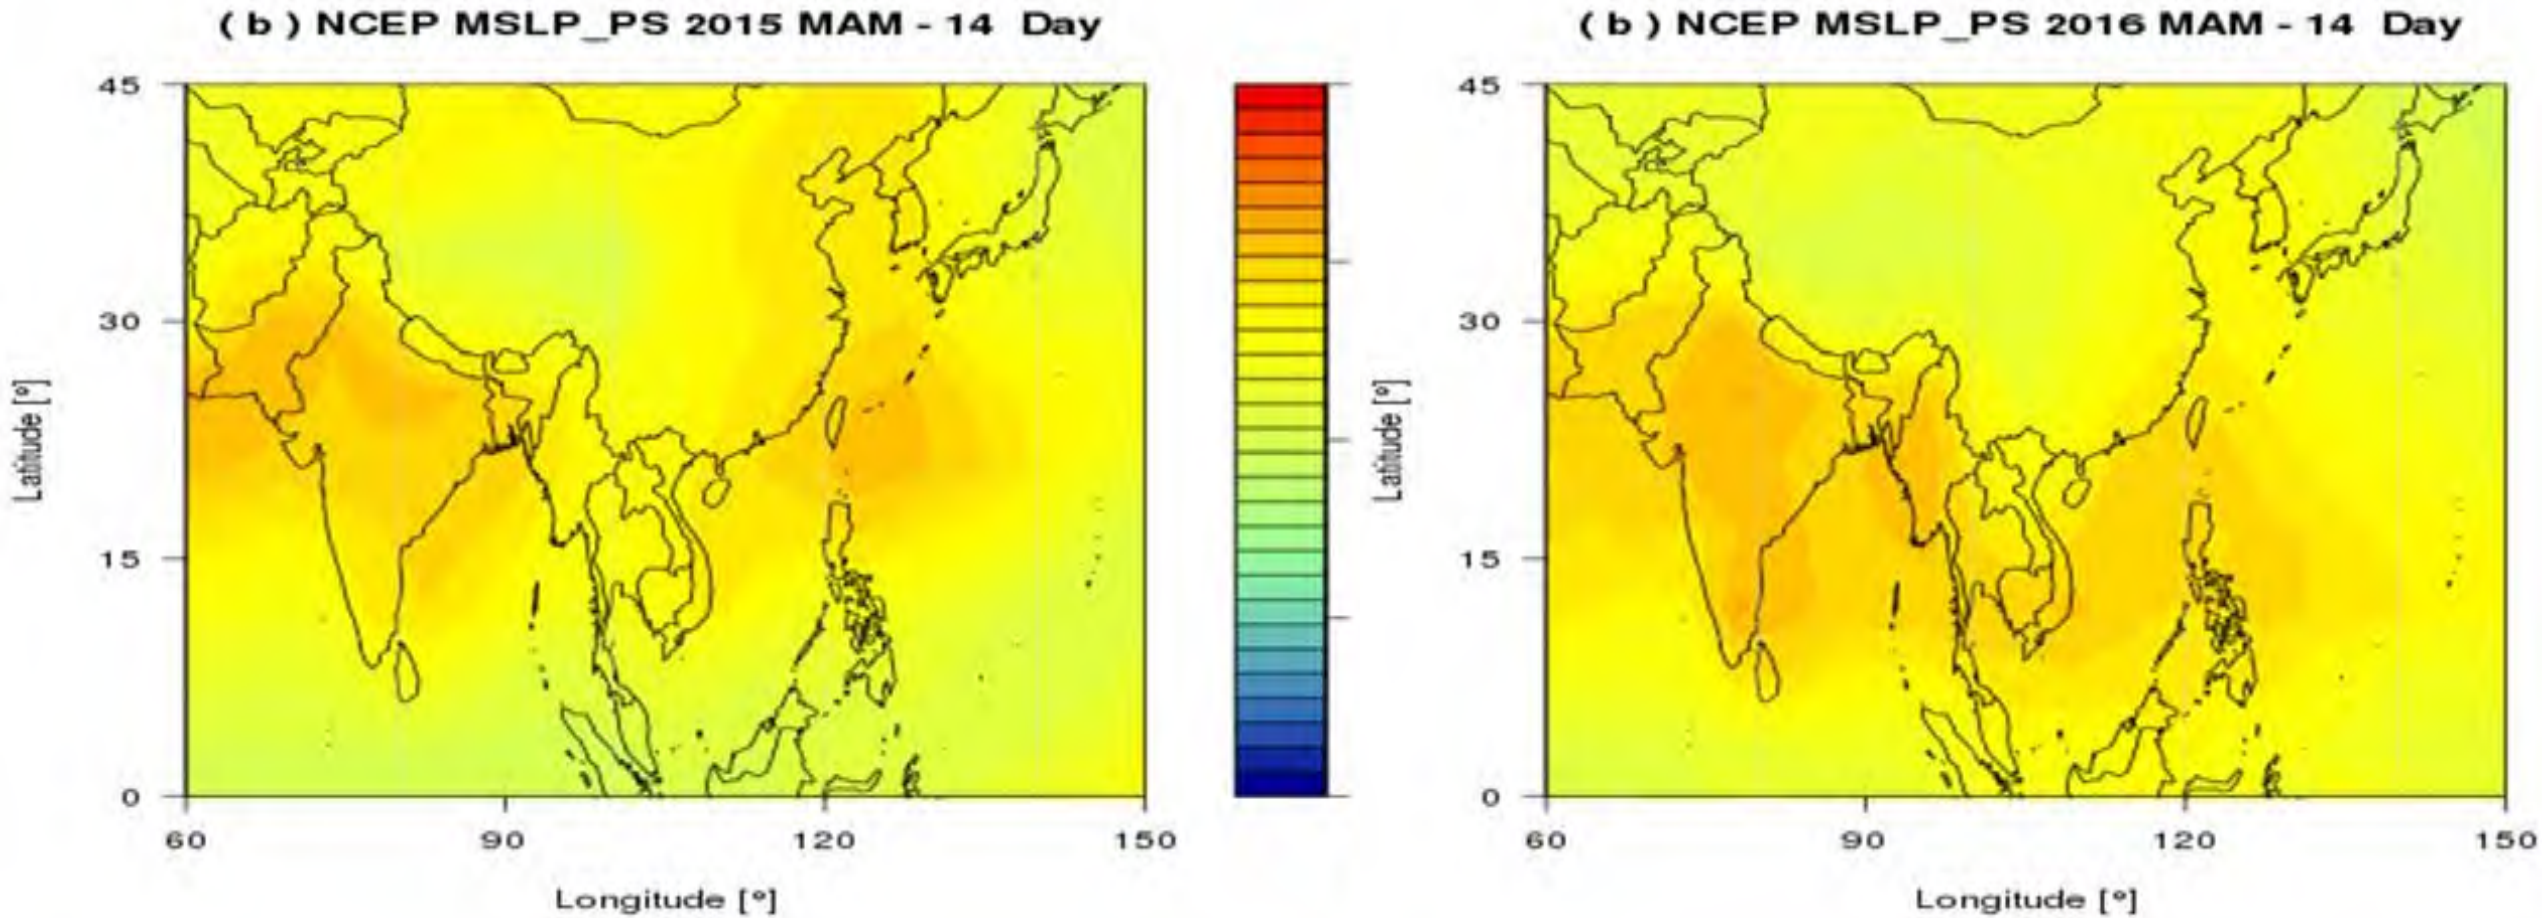 ( b ) NCEP MSLP_PS 2015 MAM - 14 Day
45
30
15
0
Latitude [º]
60
90
120
150
Longitude [º]
( b ) NCEP MSLP_PS 2016 MAM - 14 Day
45
30
15
0
Latitude [º]
60
90
120
150
Longitude [º]